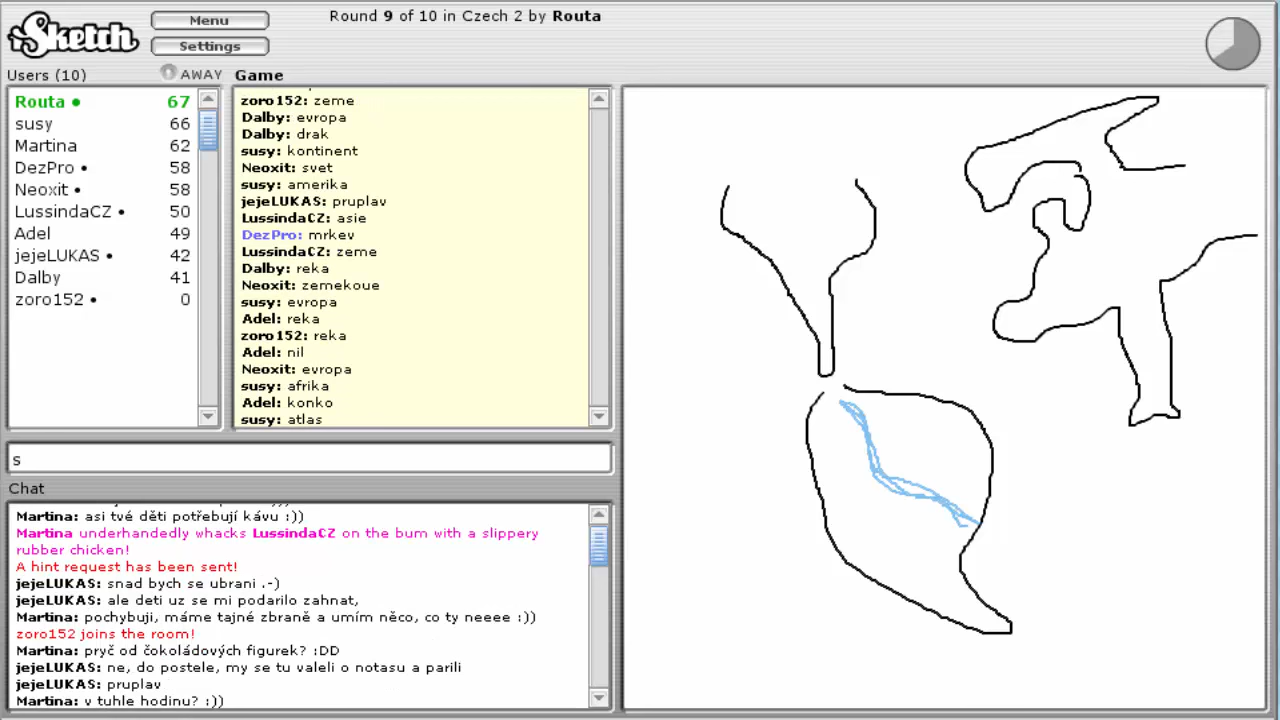 iSketch
Menu
Settings
Round 9 of 10 in Czech 2 by Routa
Users (10)
AWAY
Game
Routa • 67
susy 66
Martina 62
DezPro • 58
Neoxit • 58
LussindaCZ • 50
Adel 49
jejeLUKAS • 42
Dalby 41
zoro152 • 0
zoro152: zeme
Dalby: evropa
Dalby: drak
susy: kontinent
Neoxit: svet
susy: amerika
jejeLUKAS: pruplav
LussindaCZ: asie
DezPro: mrkev
LussindaCZ: zeme
Dalby: reka
Neoxit: zemekoue
susy: evropa
Adel: reka
zoro152: reka
Adel: nil
Neoxit: evropa
susy: afrika
Adel: konko
susy: atlas
s
Chat
Martina: asi tvé děti potřebují kávu :))
Martina underhandedly whacks LussindaCZ on the bum with a slippery
rubber chicken!
A hint request has been sent!
jejeLUKAS: snad bych se ubrani .-)
jejeLUKAS: ale deti uz se mi podarilo zahnat,
Martina: pochybuji, máme tajné zbraně a umím něco, co ty neeee :))
zoro152 joins the room!
Martina: pryč od čokoládových figurek? :DD
jejeLUKAS: ne, do postele, my se tu valeli o notasu a parili
jejeLUKAS: pruplav
Martina: v tuhle hodinu? :))